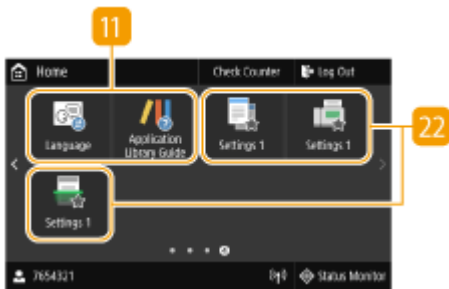 11
Home
Check Counter
Log Out
Language
Application
Library Guide
Settings 1
Settings 1
22
Settings 1
4
7654321
Status Monitor